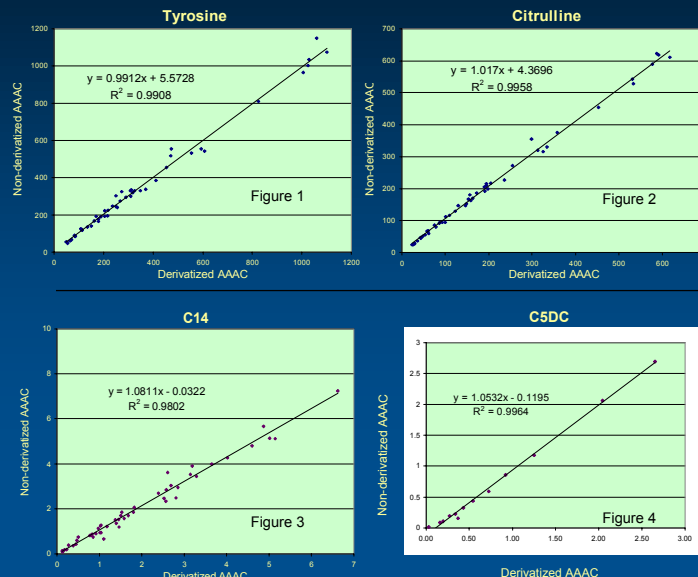 Tyrosine
1200
1000
800
600
400
200
0
Non-derivatized AAAC
y = 0.9912x + 5.5728
R² = 0.9908
Figure 1
0 200 400 600 800 1000 1200
Derivatized AAAC
Citrulline
700
600
500
400
300
200
100
0
Non-derivatized AAAC
y = 1.017x + 4.3696
R² = 0.9958
Figure 2
0 100 200 300 400 500 600
Derivatized AAAC
C14
10
8
6
4
2
0
Non-derivatized AAAC
y = 1.0811x - 0.0322
R² = 0.9802
Figure 3
0 1 2 3 4 5 6 7
Derivatized AAAC
C5DC
3
2.5
2
1.5
1
0.5
0
Non-derivatized AAAC
y = 1.0532x - 0.1195
R² = 0.9964
Figure 4
0.00 0.50 1.00 1.50 2.00 2.50 3.00
Derivatized AAAC